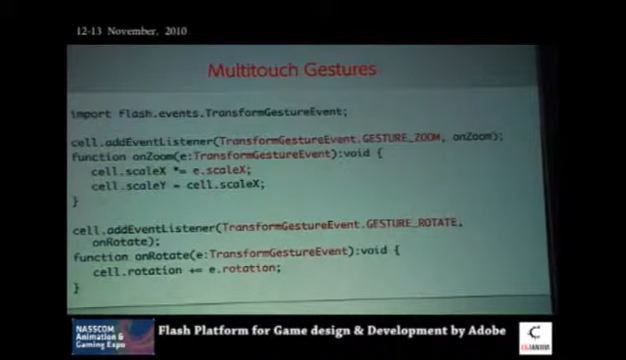 12-13 November, 2010
Multitouch Gestures
import flash.events.TransformGestureEvent;
cell.addEventListener(TransformGestureEvent.GESTURE_ZOOM, onZoom);
function onZoom(e:TransformGestureEvent):void {
cell.scaleX *= e.scaleX;
cell.scaleY = cell.scaleX;
}
cell.addEventListener(TransformGestureEvent.GESTURE_ROTATE,
onRotate);
function onRotate(e:TransformGestureEvent):void {
cell.rotation += e.rotation;
}
NASSCOM
Animation &
Gaming Expo
Flash Platform for Game design & Development by Adobe